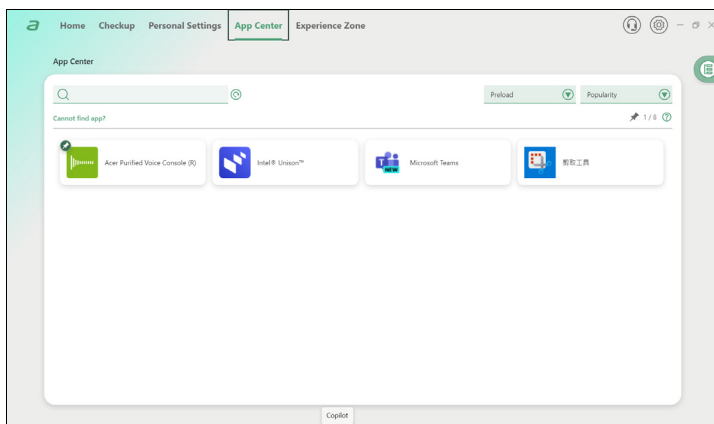 a Home Checkup Personal Settings App Center Experience Zone
App Center
Preload Popularity
Cannot find app? 1 / 8
Acer Purified Voice Console (R) Intel® Unison™ Microsoft Teams 剪取工具
NEW
Copilot